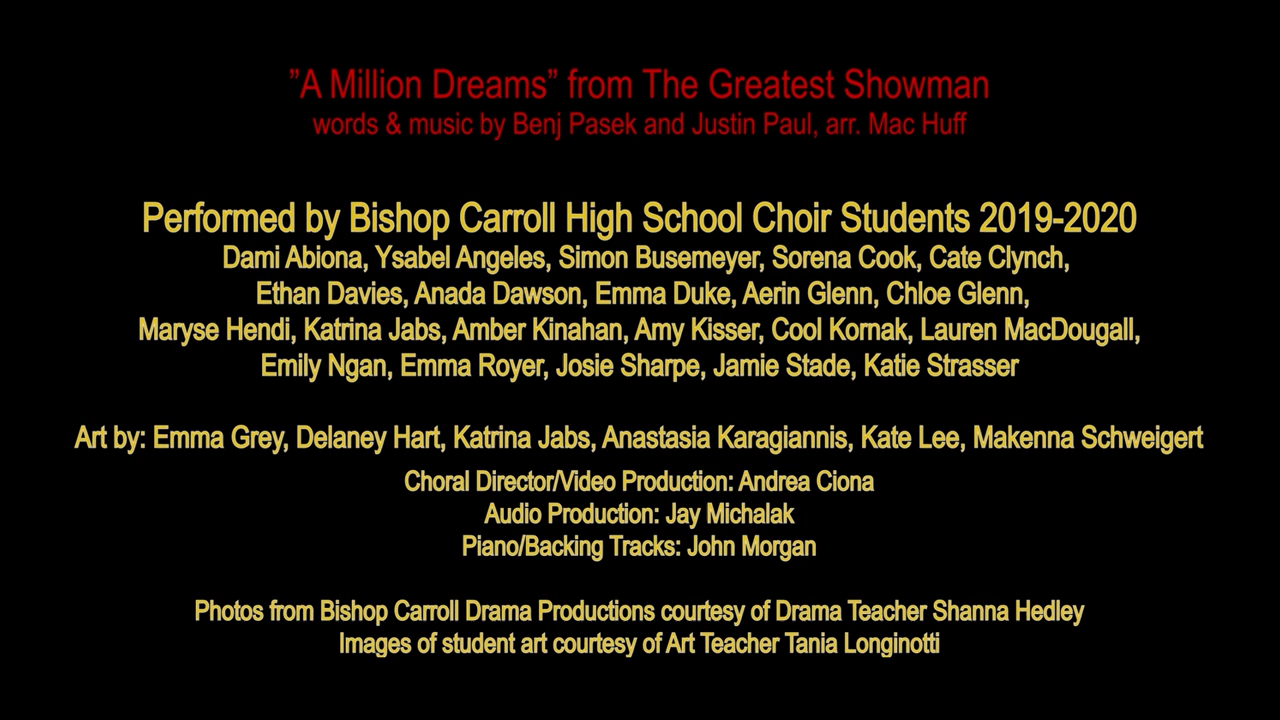 ”A Million Dreams” from The Greatest Showman
words & music by Benj Pasek and Justin Paul, arr. Mac Huff
Performed by Bishop Carroll High School Choir Students 2019-2020
Dami Abiona, Ysabel Angeles, Simon Busemeyer, Sorena Cook, Cate Clynch,
Ethan Davies, Anada Dawson, Emma Duke, Aerin Glenn, Chloe Glenn,
Maryse Hendi, Katrina Jabs, Amber Kinahan, Amy Kisser, Cool Kornak, Lauren MacDougall,
Emily Ngan, Emma Royer, Josie Sharpe, Jamie Stade, Katie Strasser
Art by: Emma Grey, Delaney Hart, Katrina Jabs, Anastasia Karagiannis, Kate Lee, Makenna Schweigert
Choral Director/Video Production: Andrea Ciona
Audio Production: Jay Michalak
Piano/Backing Tracks: John Morgan
Photos from Bishop Carroll Drama Productions courtesy of Drama Teacher Shanna Hedley
Images of student art courtesy of Art Teacher Tania Longinotti